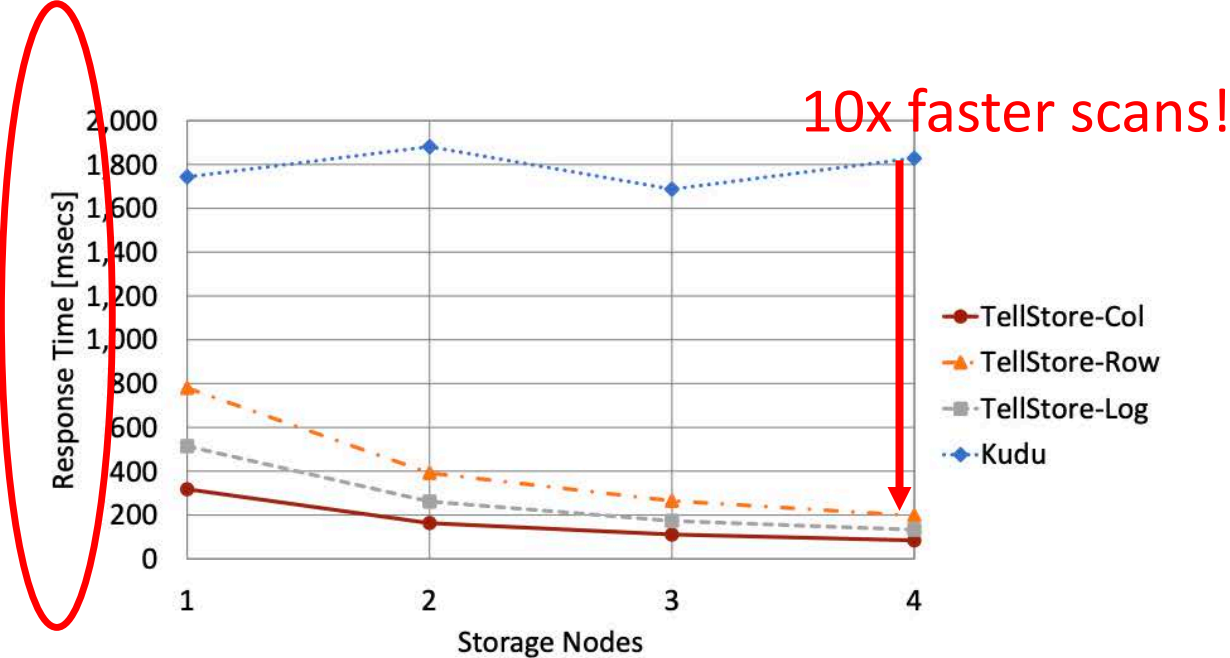 10x faster scans!
2,000
1,800
1,600
1,400
1,200
1,000
800
600
400
200
0
Response Time [msecs]
1 2 3 4
Storage Nodes
TellStore-Col
TellStore-Row
TellStore-Log
Kudu